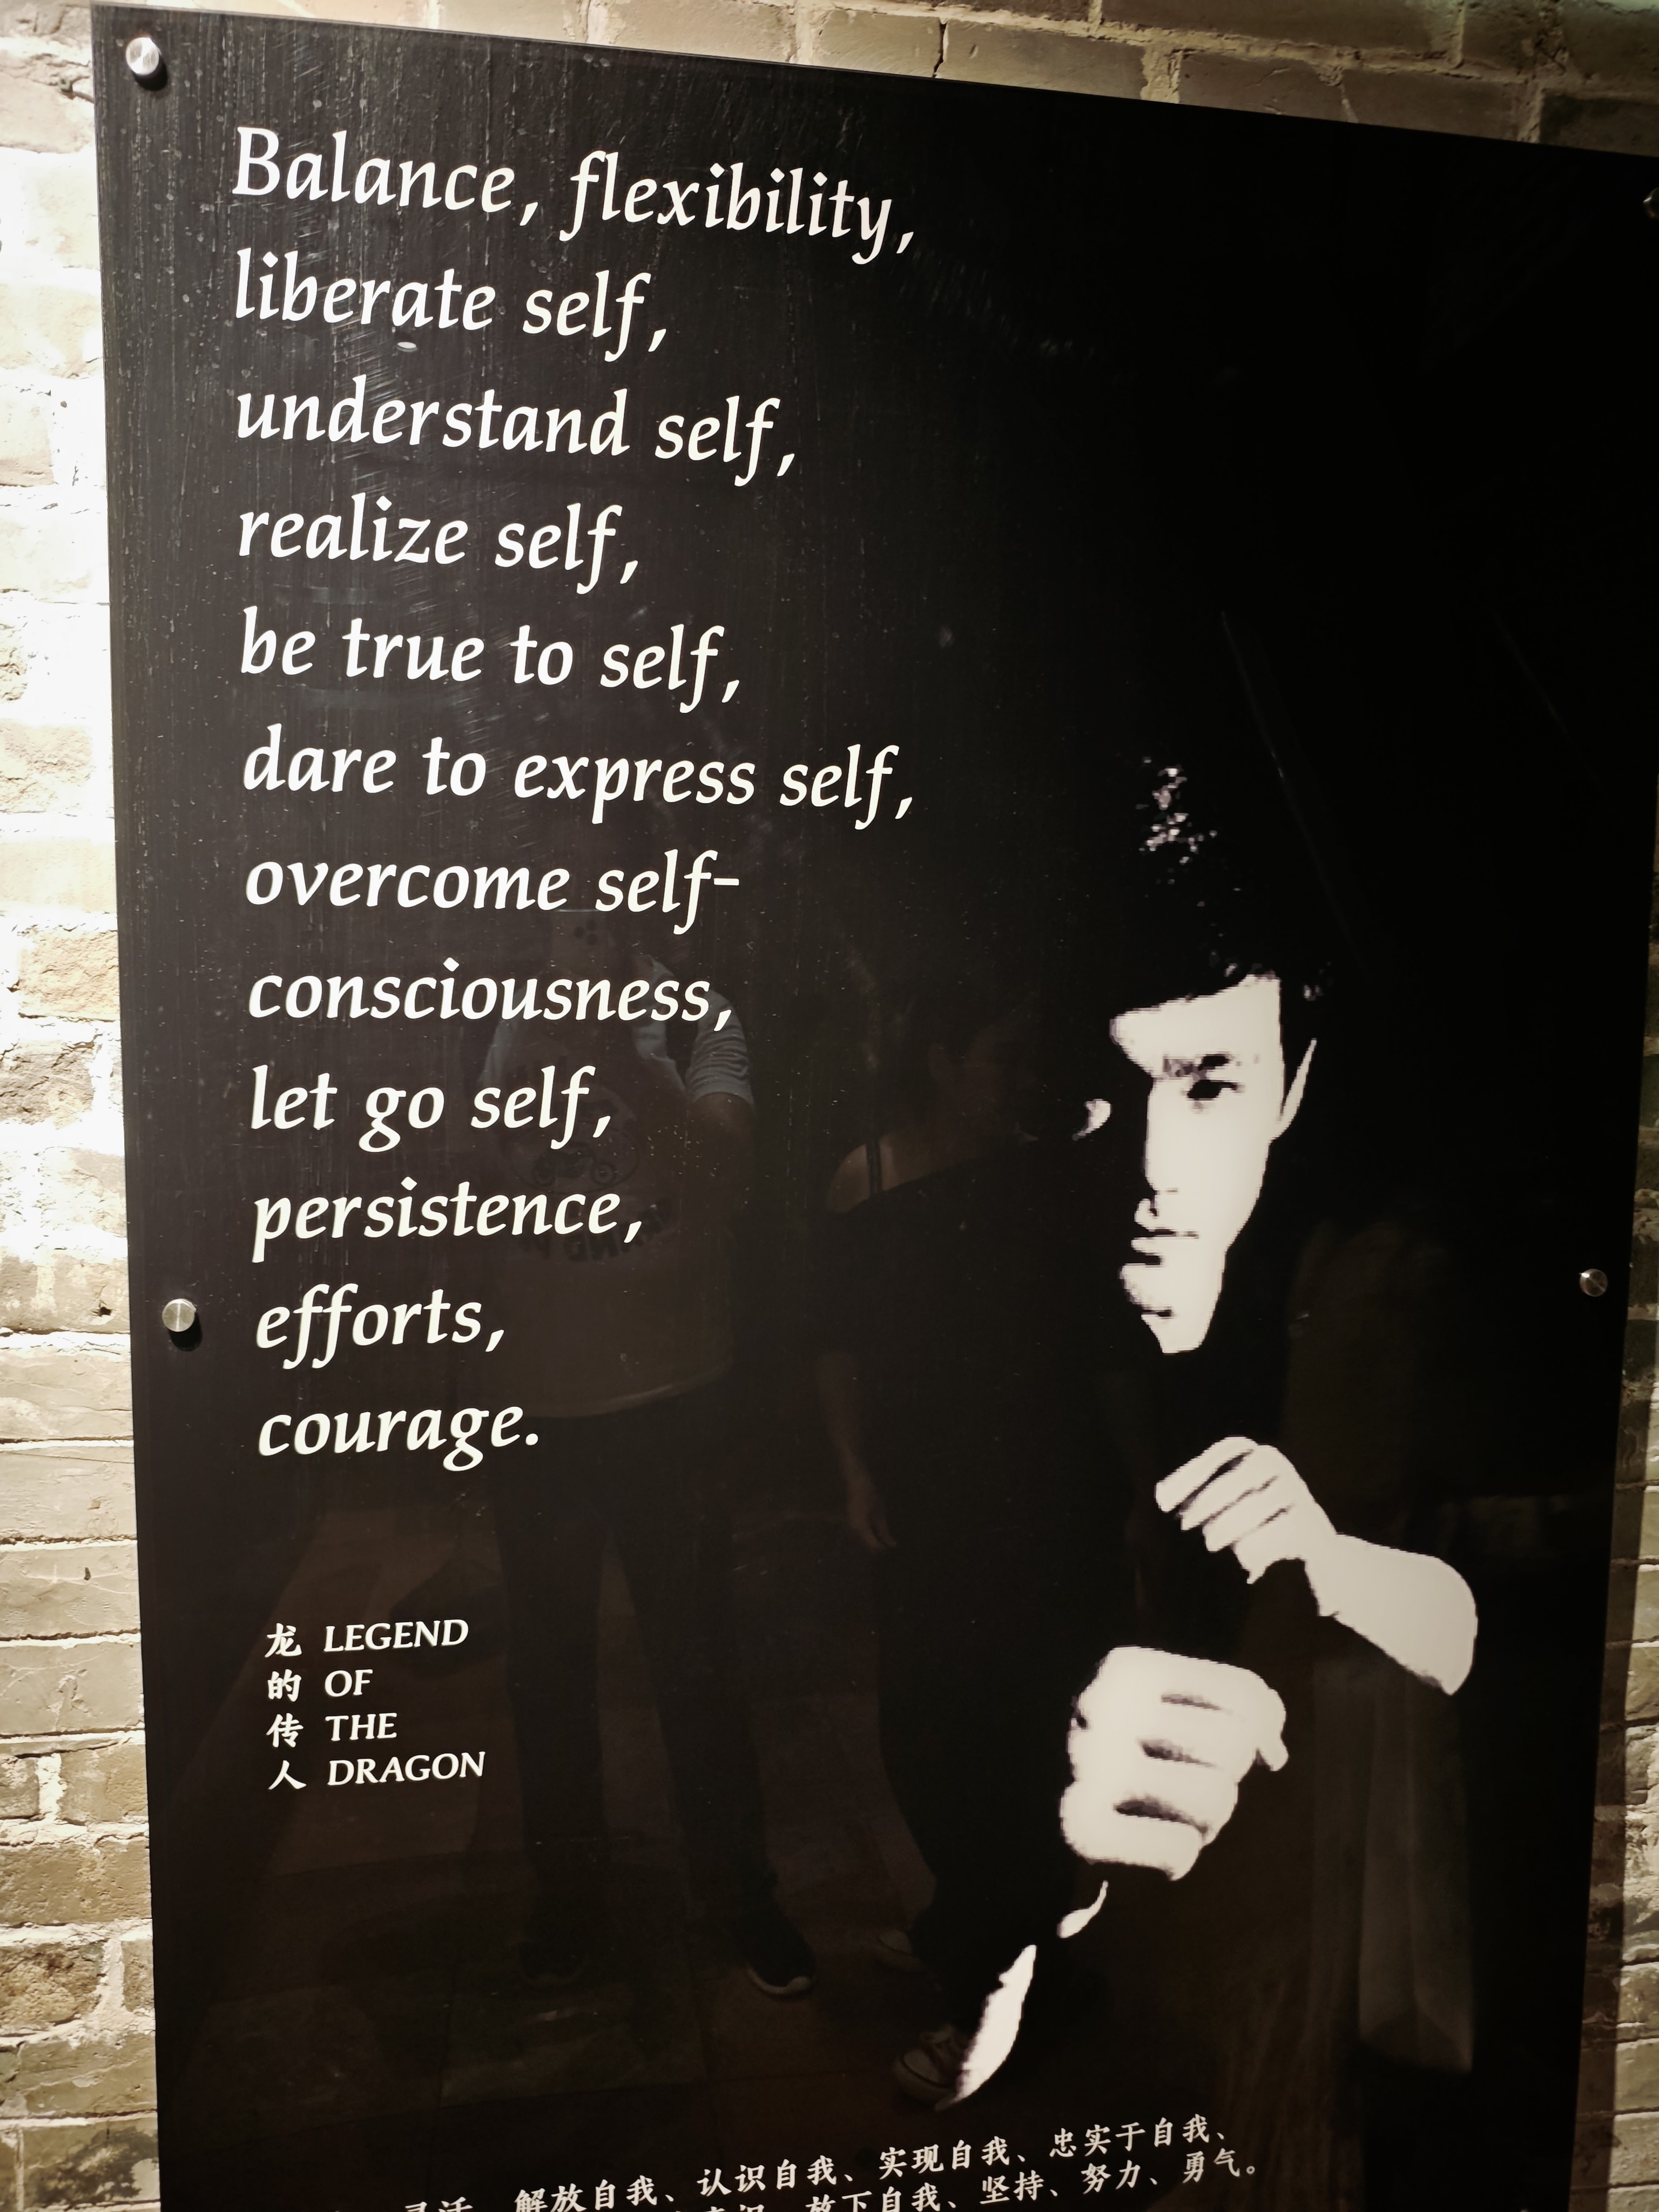 Balance, flexibility,
liberate self,
understand self,
realize self,
be true to self,
dare to express self,
overcome self-
consciousness,
let go self,
persistence,
efforts,
courage.
龙 LEGEND
的 OF
传 THE
人 DRAGON
解放自我、认识自我、实现自我、忠实于自我、
放下自我、坚持、努力、勇气。